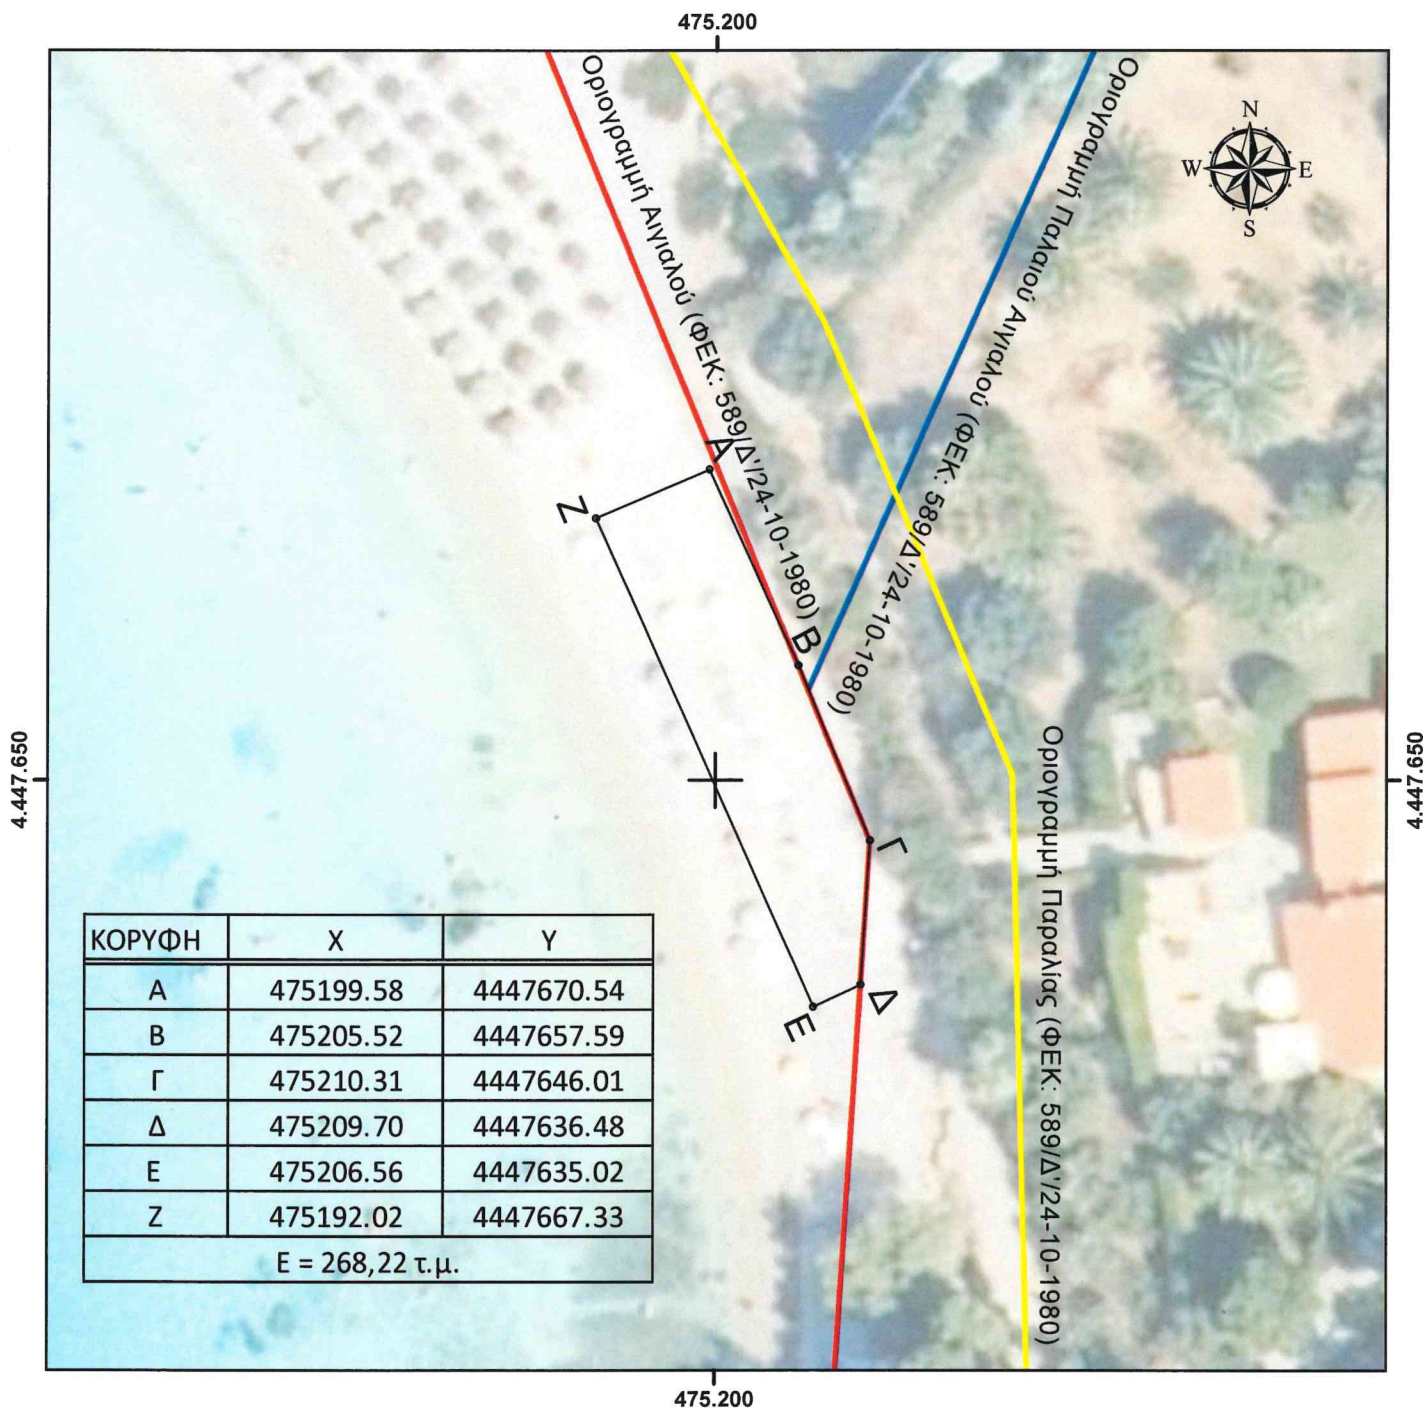 475.200
Οριογραμμή Αιγιαλού (ΦΕΚ: 589/Δ'/24-10-1980)
Οριογραμμή Παλαιού Αιγιαλού (ΦΕΚ: 589/Δ'/24-10-1980)
N
W E
S
A
Z
B
4.447.650
4.447.650
Γ
Δ
E
Οριογραμμή Παραλίας (ΦΕΚ: 589/Δ'/24-10-1980)
ΚΟΡΥΦΗ X Y
Α 475199.58 4447670.54
Β 475205.52 4447657.59
Γ 475210.31 4447646.01
Δ 475209.70 4447636.48
Ε 475206.56 4447635.02
Ζ 475192.02 4447667.33
Ε = 268,22 τ.μ.
475.200